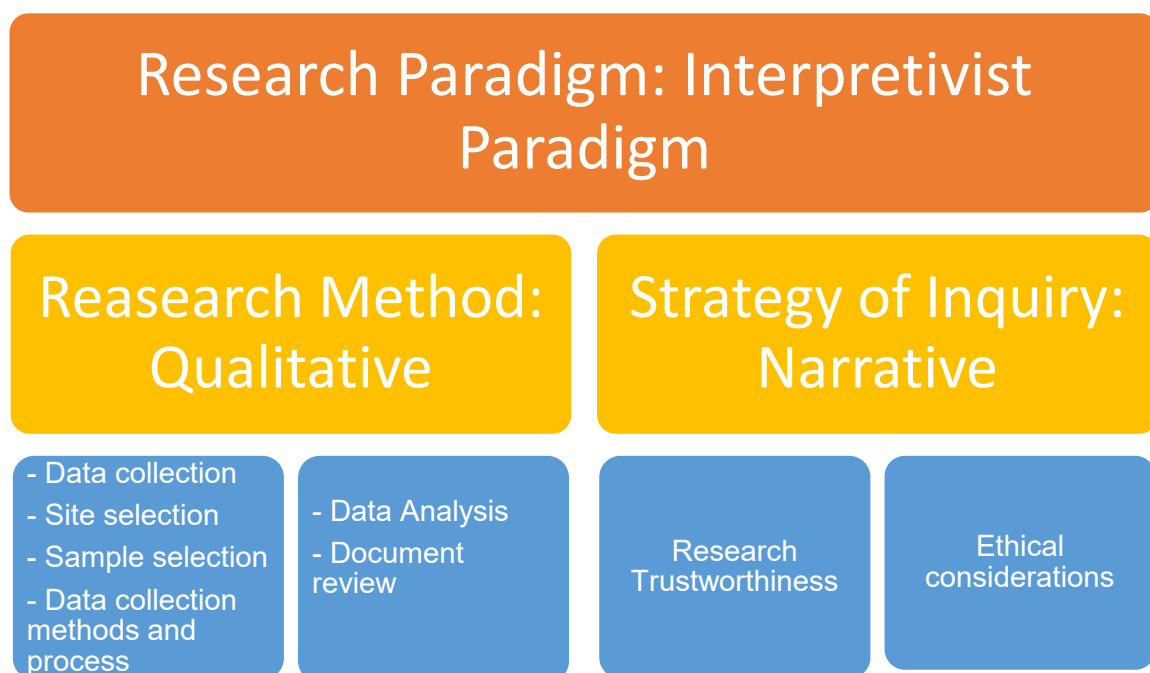 Research Paradigm: Interpretivist
Paradigm
Reasearch Method:
Qualitative
Strategy of Inquiry:
Narrative
- Data collection
- Site selection
- Sample selection
- Data collection
methods and
process
- Data Analysis
- Document
review
Research
Trustworthiness
Ethical
considerations